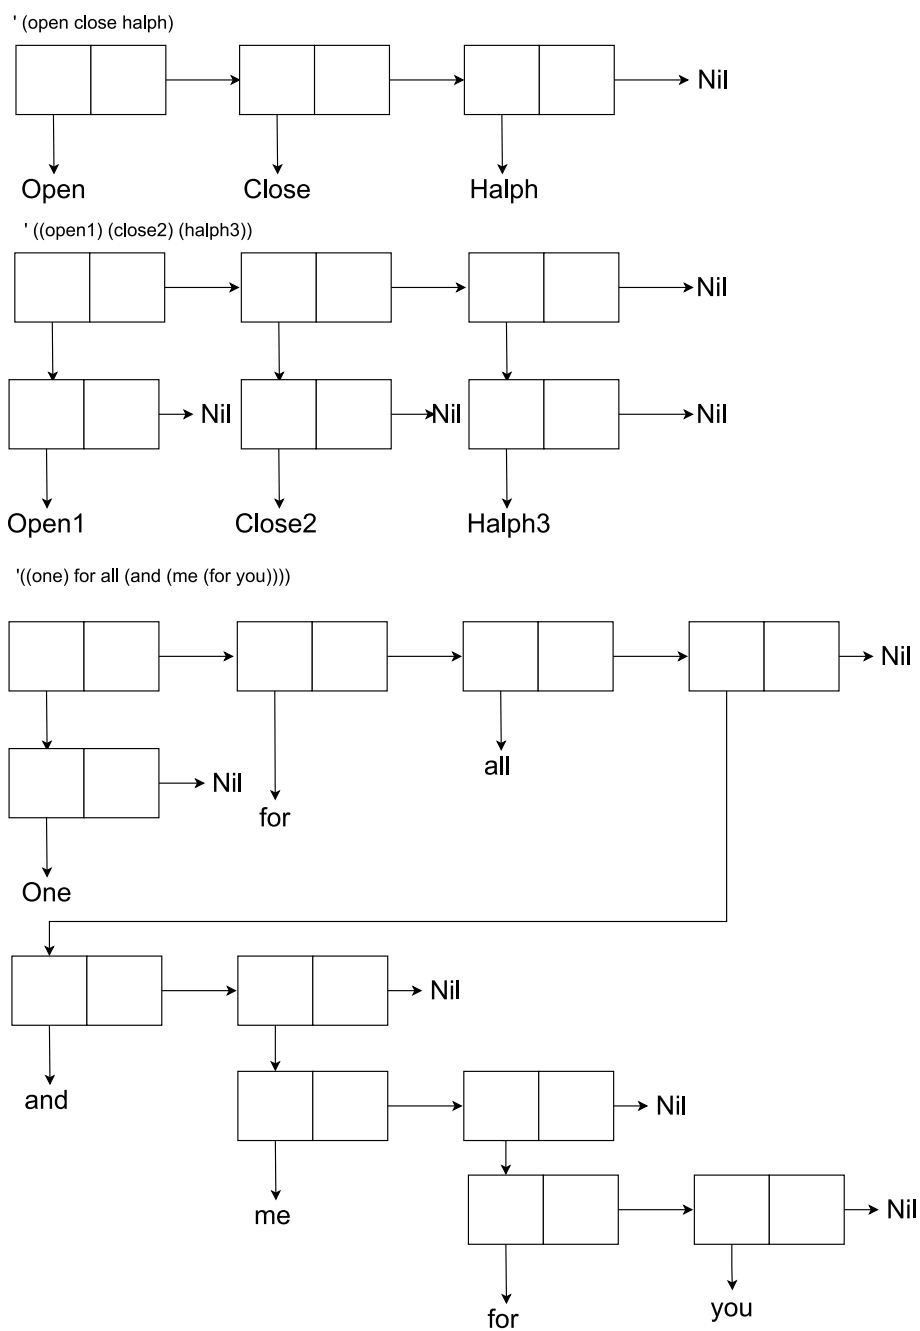 ' (open close halph)
Nil
Open Close Halph
' ((open1) (close2) (halph3))
Nil
Nil Nil Nil
Open1 Close2 Halph3
'((one) for all (and (me (for you))))
Nil
all
Nil
for
One
Nil
and
Nil
me
Nil
you
for